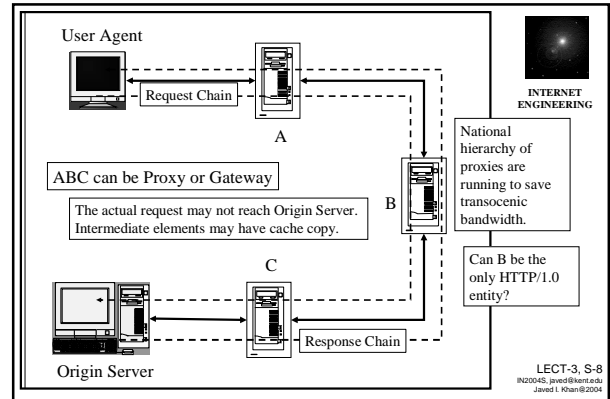 User Agent
Request Chain
A
INTERNET
ENGINEERING
National
hierarchy of
proxies are
running to save
transocenic
bandwidth.
ABC can be Proxy or Gateway
B
The actual request may not reach Origin Server.
Intermediate elements may have cache copy.
Can B be the
only HTTP/1.0
entity?
C
Response Chain
Origin Server
LECT-3, S-8
IN2004S, javed@kent.edu
Javed I. Khan@2004